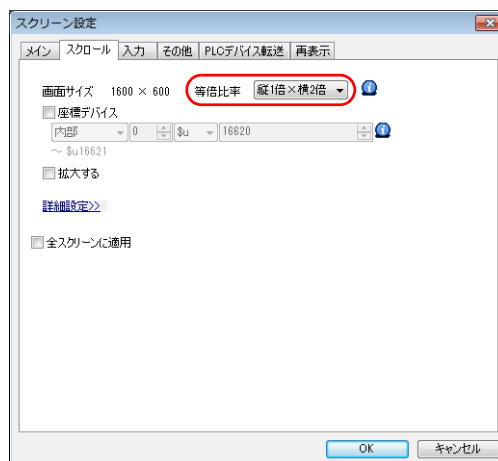 スクリーン設定
メイン スクロール 入力 その他 PLCデバイス転送 再表示
画面サイズ 1600 × 600 等倍比率 縦1倍×横2倍
座標デバイス
内部 0 $u 16620
～ $u16621
拡大する
詳細設定>>
全スクリーンに適用
OK キャンセル